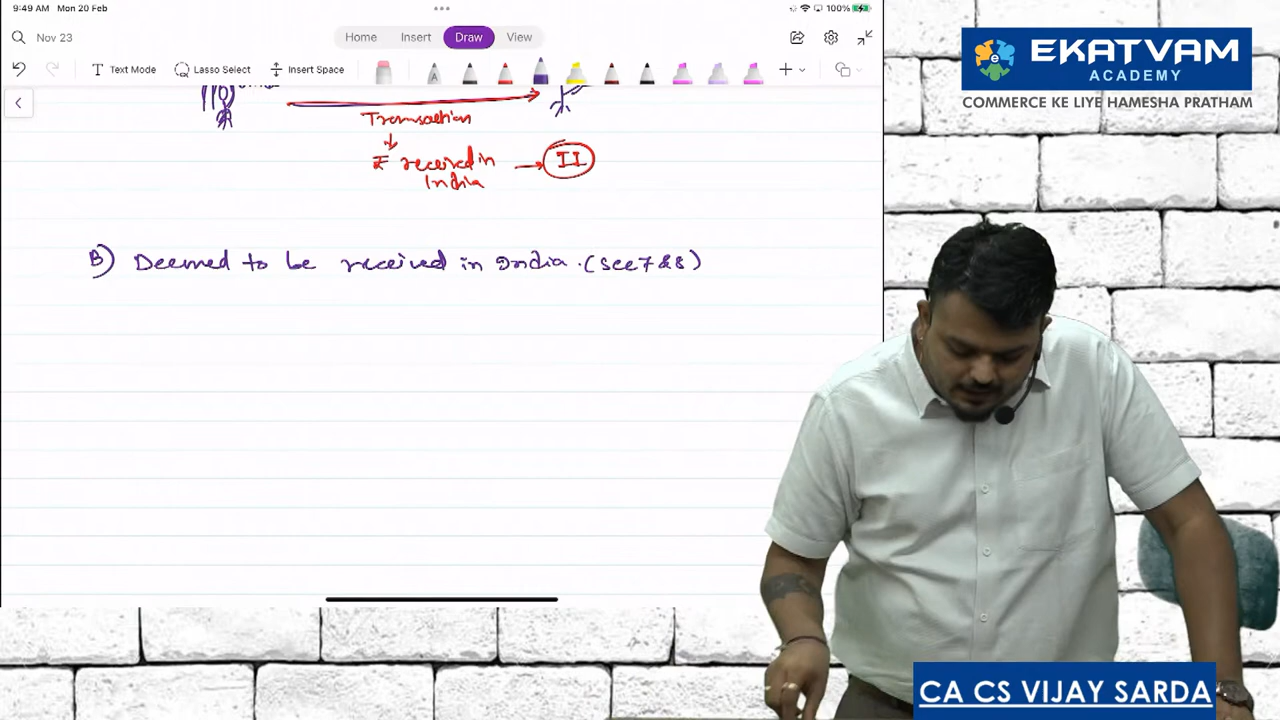 9:49 AM Mon 20 Feb
100%
Nov 23
Home Insert Draw View
Text Mode
Lasso Select
Insert Space
EKATVAM
ACADEMY
COMMERCE KE LIYE HAMESHA PRATHAM
Transaction
₹ received in
India
II
B) Deemed to be received in India. (Sec 7 & 8)
CA CS VIJAY SARDA